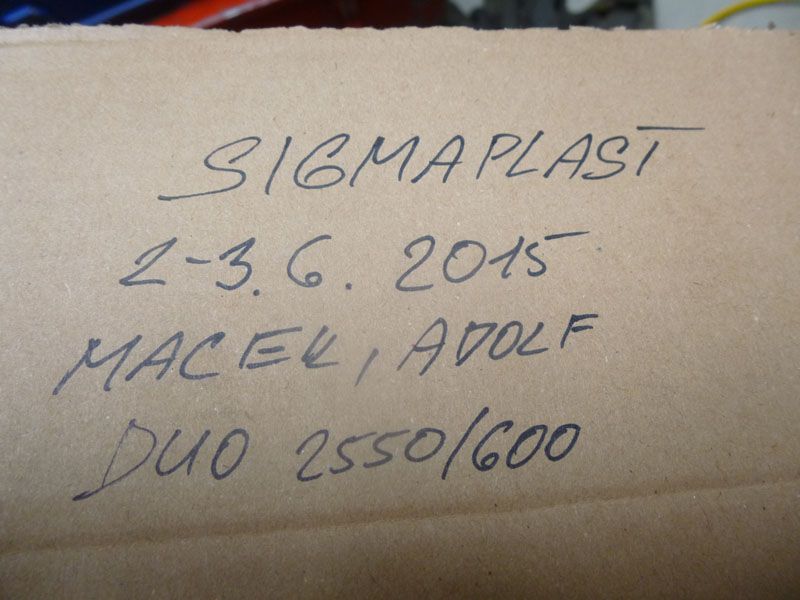 SIGMAPLAST
2-3.6. 2015
MACEK, ADOLF
DUO 2550/600